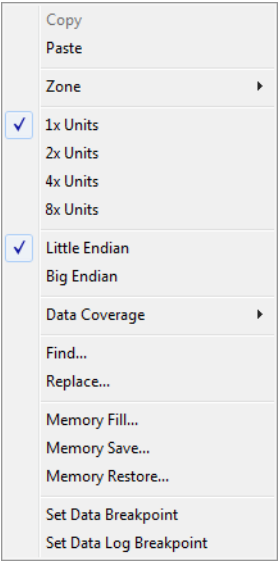 Copy
Paste
Zone
1x Units
2x Units
4x Units
8x Units
Little Endian
Big Endian
Data Coverage
Find...
Replace...
Memory Fill...
Memory Save...
Memory Restore...
Set Data Breakpoint
Set Data Log Breakpoint